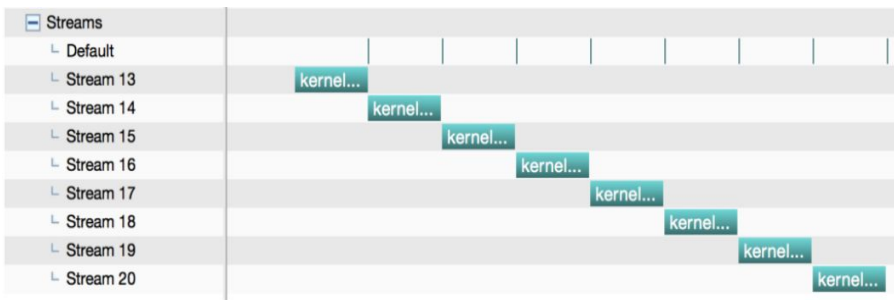 Streams
Default
Stream 13
kernel...
Stream 14
kernel...
Stream 15
kernel...
Stream 16
kernel...
Stream 17
kernel...
Stream 18
kernel...
Stream 19
kernel...
Stream 20
kernel...